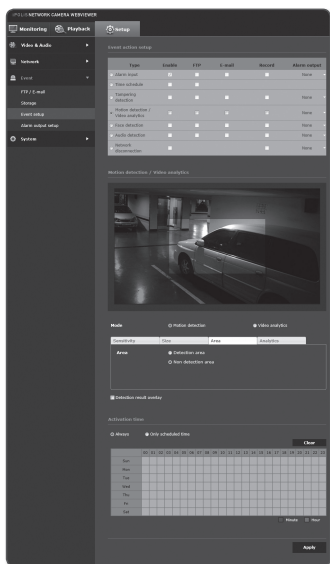 iPOLiS NETWORK CAMERA WEBVIEWER
Monitoring
Playback
Setup
Video & Audio
Network
Event
FTP / E-mail
Storage
Event setup
Alarm output setup
System
Event action setup
Type Enable FTP E-mail Record Alarm output
Alarm input None
Time schedule
Tampering detection None
Motion detection / Video analytics None
Face detection None
Audio detection None
Network disconnection None
Motion detection / Video analytics
Mode Motion detection Video analytics
Sensitivity Size Area Analytics
Area Detection area
Non detection area
Detection result overlay
Activation time
Always Only scheduled time
Clear
00 01 02 03 04 05 06 07 08 09 10 11 12 13 14 15 16 17 18 19 20 21 22 23
Sun
Mon
Tue
Wed
Thu
Fri
Sat
Minute Hour
Apply